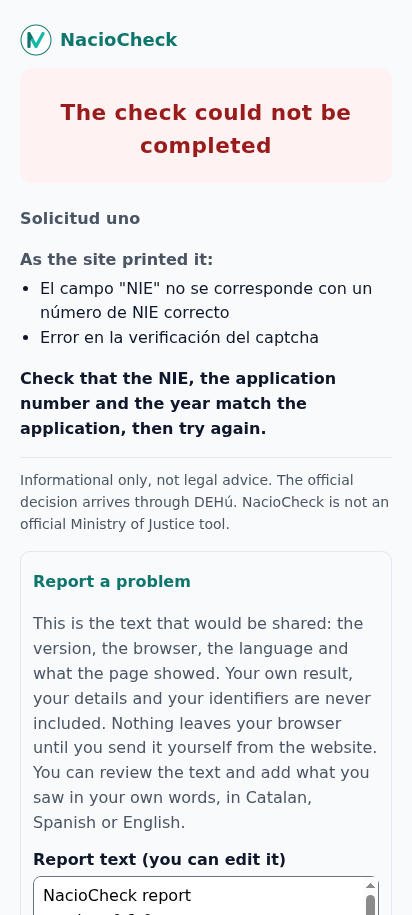 NacioCheck
The check could not be
completed
Solicitud uno
As the site printed it:
• El campo "NIE" no se corresponde con un
número de NIE correcto
• Error en la verificación del captcha
Check that the NIE, the application
number and the year match the
application, then try again.
Informational only, not legal advice. The official
decision arrives through DEHú. NacioCheck is not an
official Ministry of Justice tool.
Report a problem
This is the text that would be shared: the
version, the browser, the language and
what the page showed. Your own result,
your details and your identifiers are never
included. Nothing leaves your browser
until you send it yourself from the website.
You can review the text and add what you
saw in your own words, in Catalan,
Spanish or English.
Report text (you can edit it)
NacioCheck report